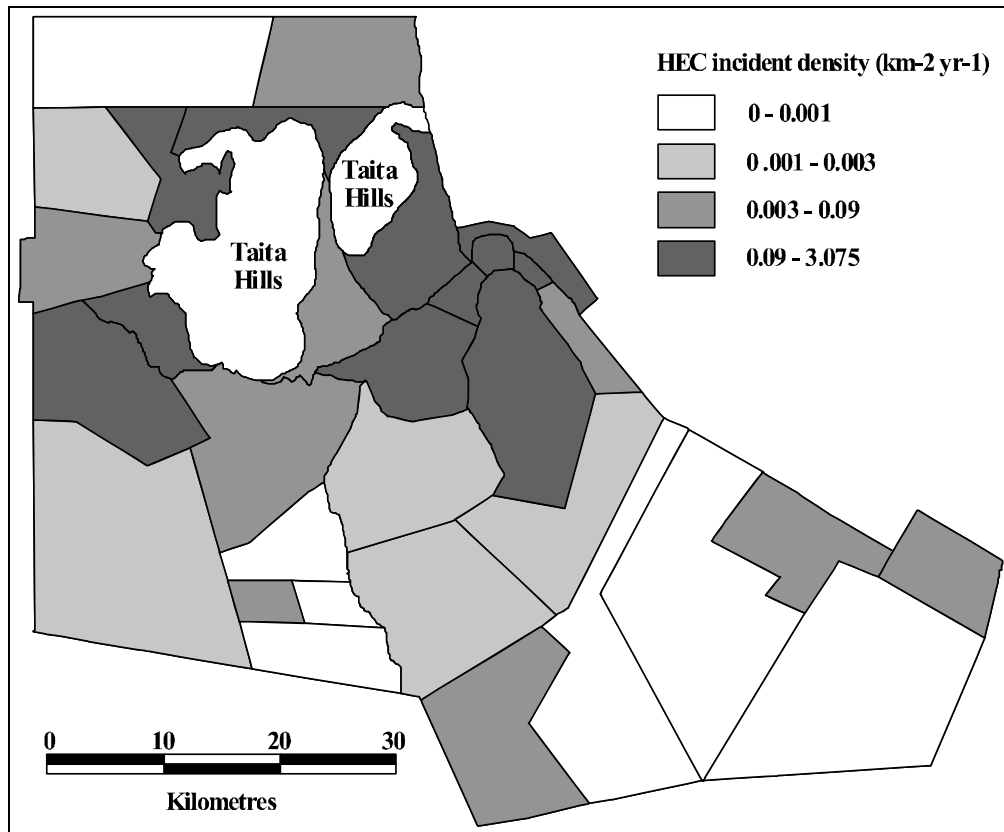 HEC incident density (km-2 yr-1)
0 - 0.001
0 .001 - 0.003
0.003 - 0.09
0.09 - 3.075
Taita
Hills
Taita
Hills
0 10 20 30
Kilometres